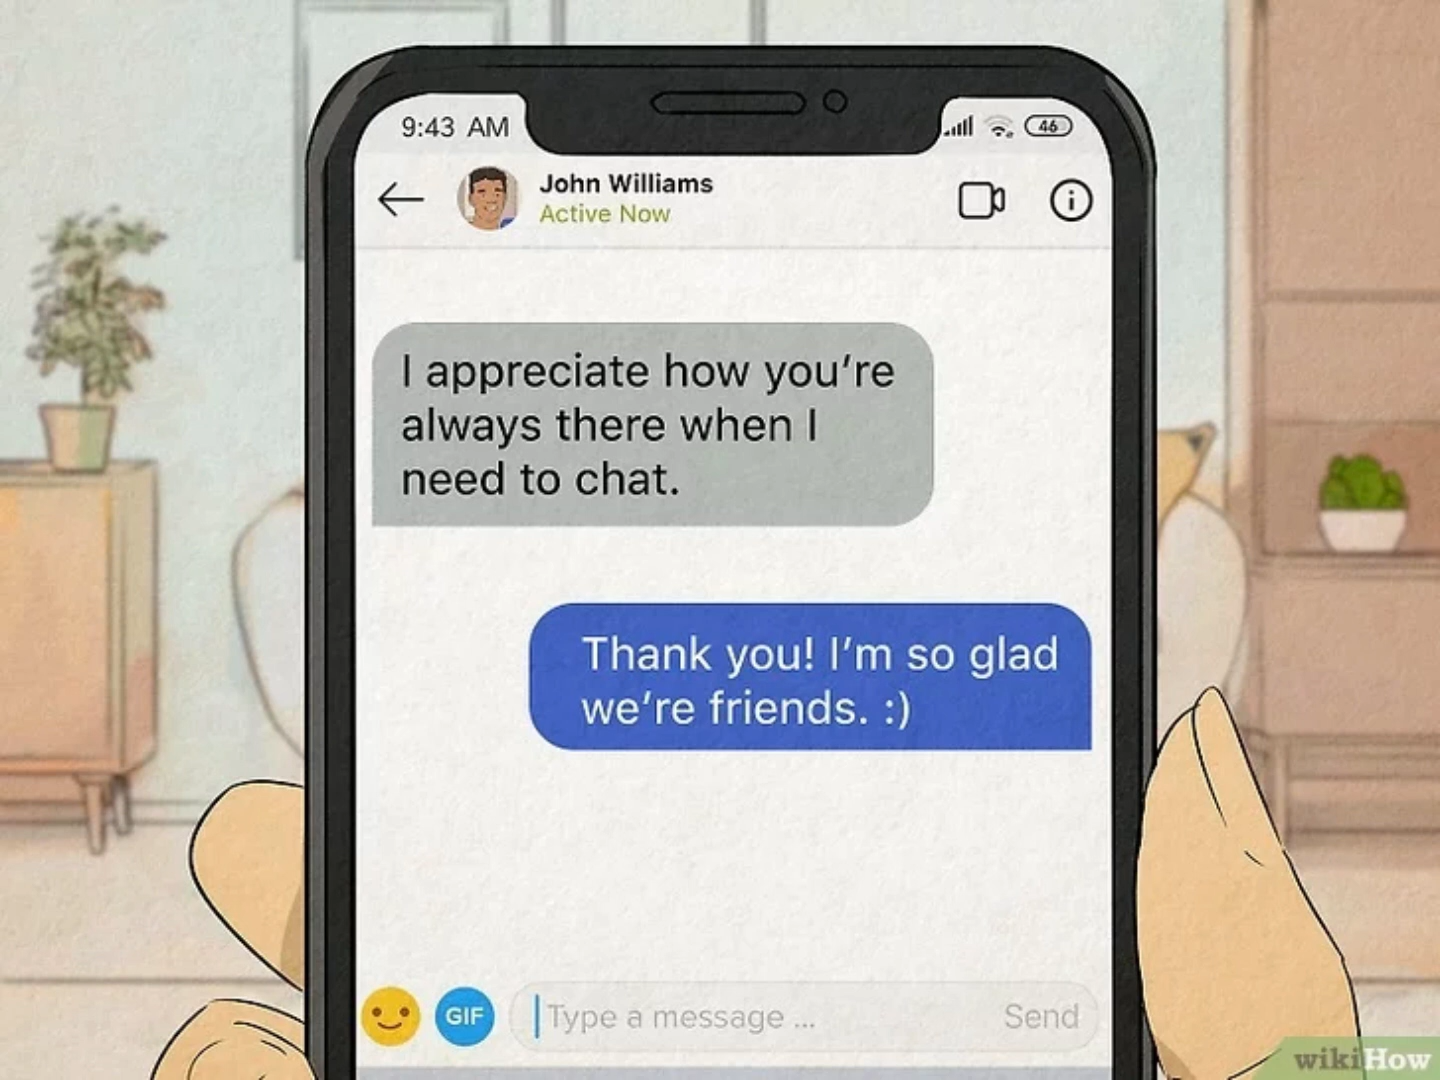 9:43 AM
46
John Williams
Active Now
I appreciate how you're
always there when I
need to chat.
Thank you! I'm so glad
we're friends. :)
GIF
Type a message ...
Send
wikiHow